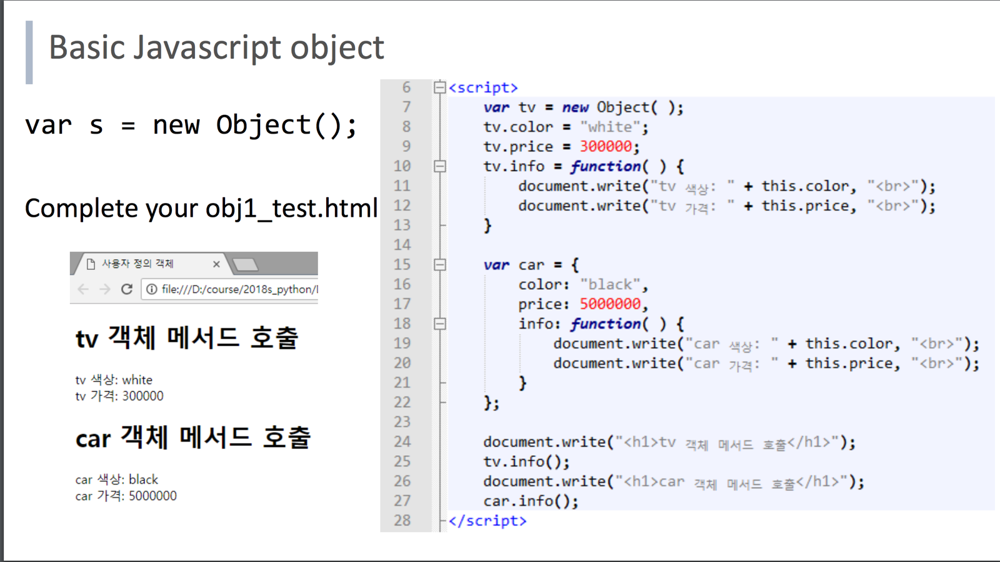 Basic Javascript object
var s = new Object();
Complete your obj1_test.html
사용자 정의 객체
file:///D:/course/2018s_python/
tv 객체 메서드 호출
tv 색상: white
tv 가격: 300000
car 객체 메서드 호출
car 색상: black
car 가격: 5000000
6 <script>
7 var tv = new Object( );
8 tv.color = "white";
9 tv.price = 300000;
10 tv.info = function( ) {
11 document.write("tv 색상: " + this.color, "<br>");
12 document.write("tv 가격: " + this.price, "<br>");
13 }
14
15 var car = {
16 color: "black",
17 price: 5000000,
18 info: function( ) {
19 document.write("car 색상: " + this.color, "<br>");
20 document.write("car 가격: " + this.price, "<br>");
21 }
22 };
23
24 document.write("<h1>tv 객체 메서드 호출</h1>");
25 tv.info();
26 document.write("<h1>car 객체 메서드 호출</h1>");
27 car.info();
28 </script>